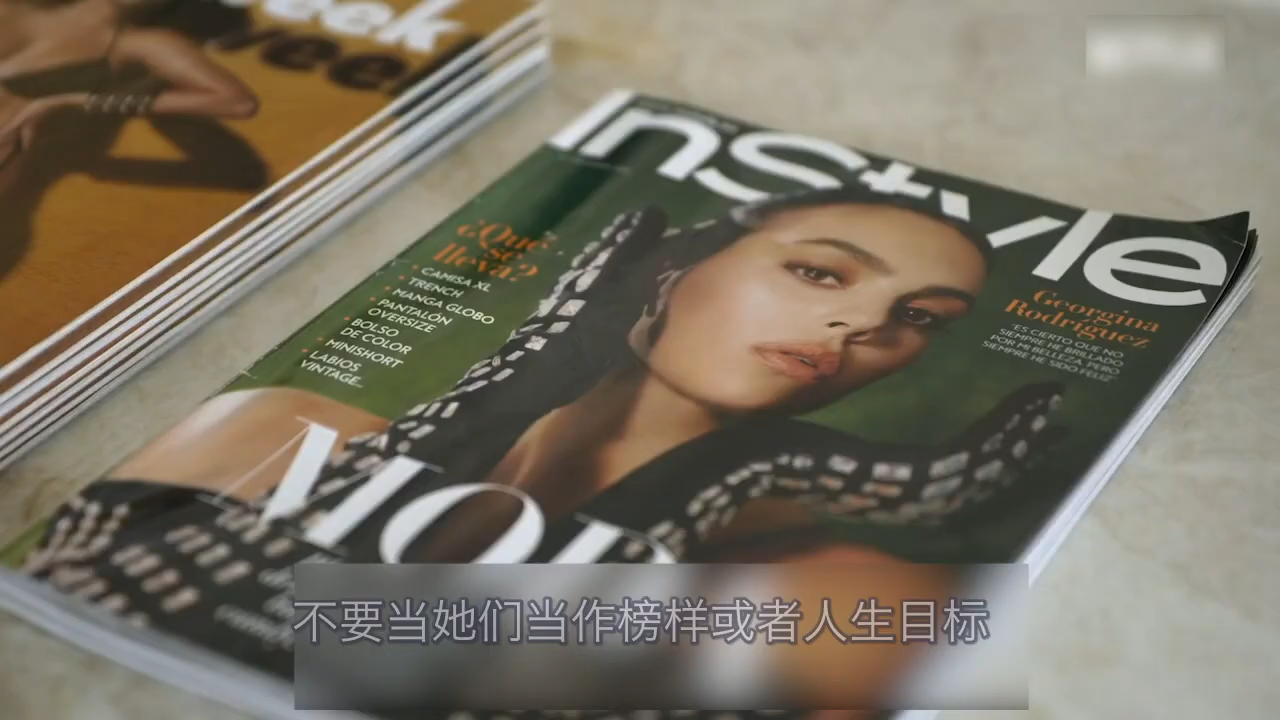 eek
InStyle
¿Qué
se
lleva?
• CAMISA XL
TRENCH
• MANGA GLOBO
• PANTALÓN
OVERSIZE
• BOLSO
DE COLOR
• MINISHORT
• LABIOS
VINTAGE...
Georgina
Rodríguez
"ES CIERTO QUE NO
SIEMPRE HE BRILLADO
POR MI BELLEZA, PERO
SIEMPRE HE SIDO FELIZ"
MOD
不要当她们当作榜样或者人生目标